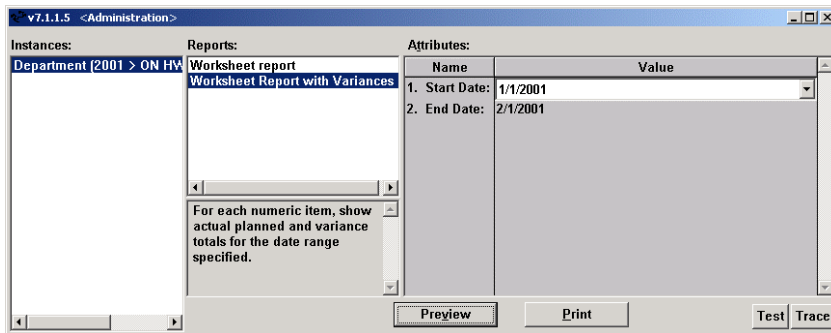 v7.1.1.5 <Administration>
Instances:
Department (2001 > ON HW
Reports:
Worksheet report
Worksheet Report with Variances
For each numeric item, show
actual planned and variance
totals for the date range
specified.
Attributes:
Name Value
1. Start Date: 1/1/2001
2. End Date: 2/1/2001
Preview Print Test Trace